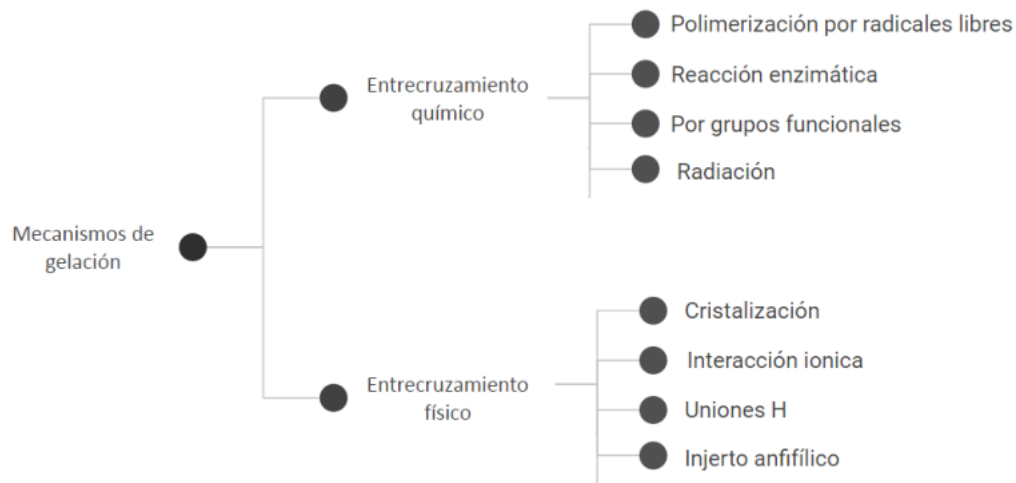 Mecanismos de
gelación
Entrecruzamiento
químico
Polimerización por radicales libres
Reacción enzimática
Por grupos funcionales
Radiación
Entrecruzamiento
físico
Cristalización
Interacción ionica
Uniones H
Injerto anfifílico